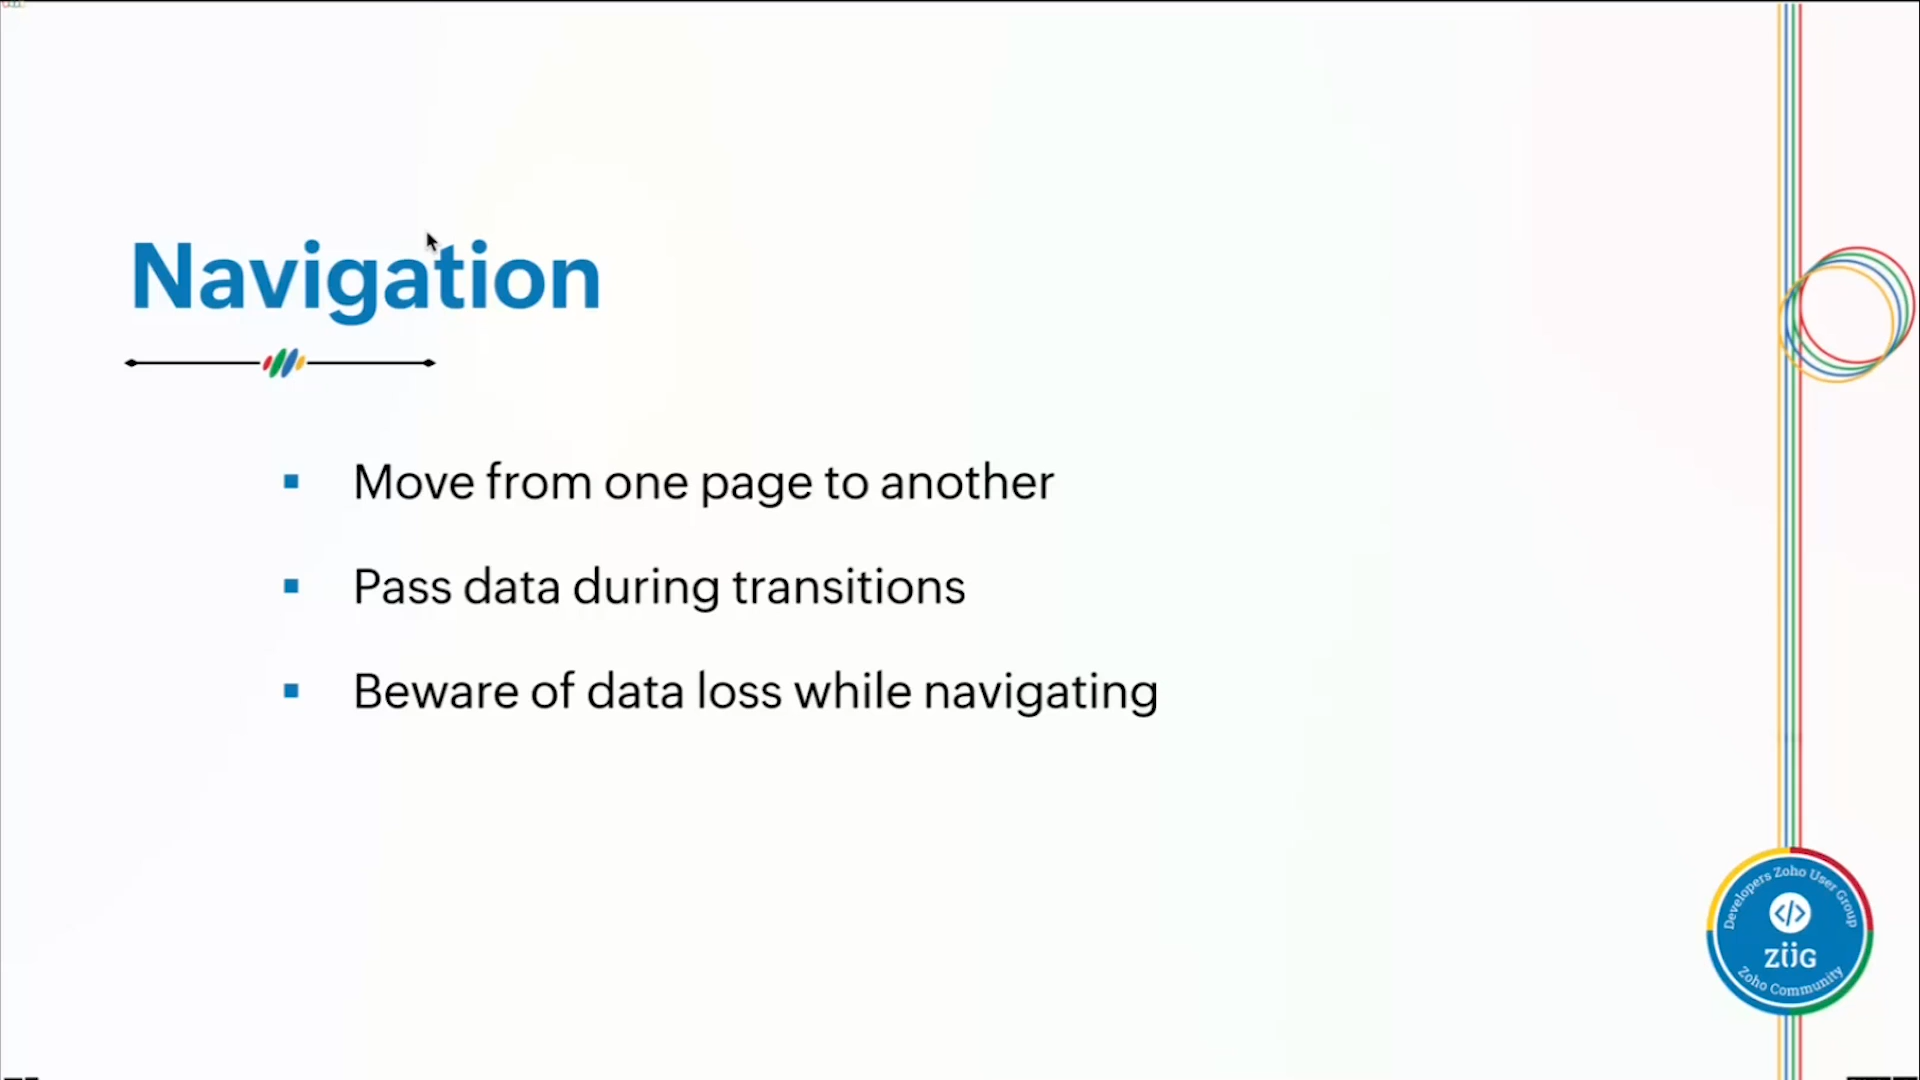 Navigation
Move from one page to another
Pass data during transitions
Beware of data loss while navigating
Developers Zoho User Group
</>
ZUG
Zoho Community